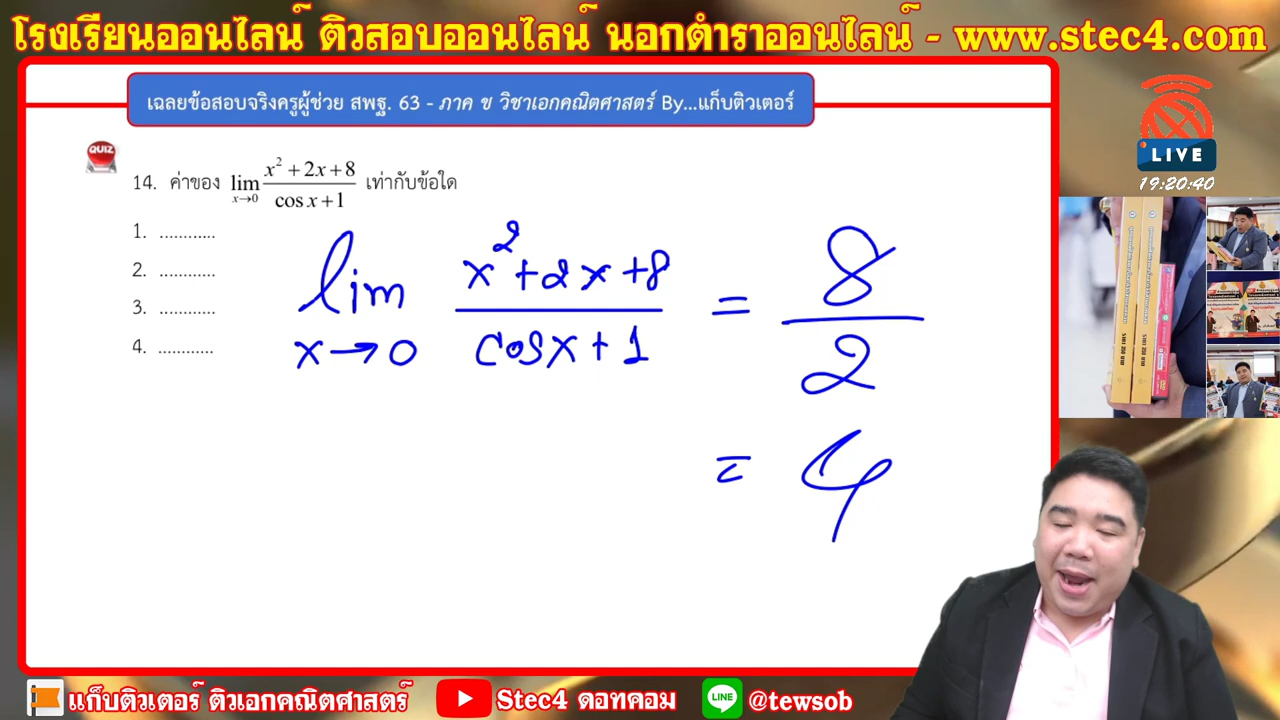 โรงเรียนออนไลน์ ติวสอบออนไลน์ นอกตำราออนไลน์ - www.stec4.com
เฉลยข้อสอบจริงครูผู้ช่วย สพฐ. 63 - ภาค ข วิชาเอกคณิตศาสตร์ By...แก็บติวเตอร์
LIVE
19:20:40
QUIZ
14. ค่าของ lim x→0 (x² + 2x + 8)/(cos x + 1) เท่ากับข้อใด
1. ............
2. ............
3. ............
4. ............
lim x→0 (x² + 2x + 8)/(cos x + 1) = 8/2
= 4
แก็บติวเตอร์ ติวเอกคณิตศาสตร์
Stec4 ดอทคอม
LINE
@tewsob